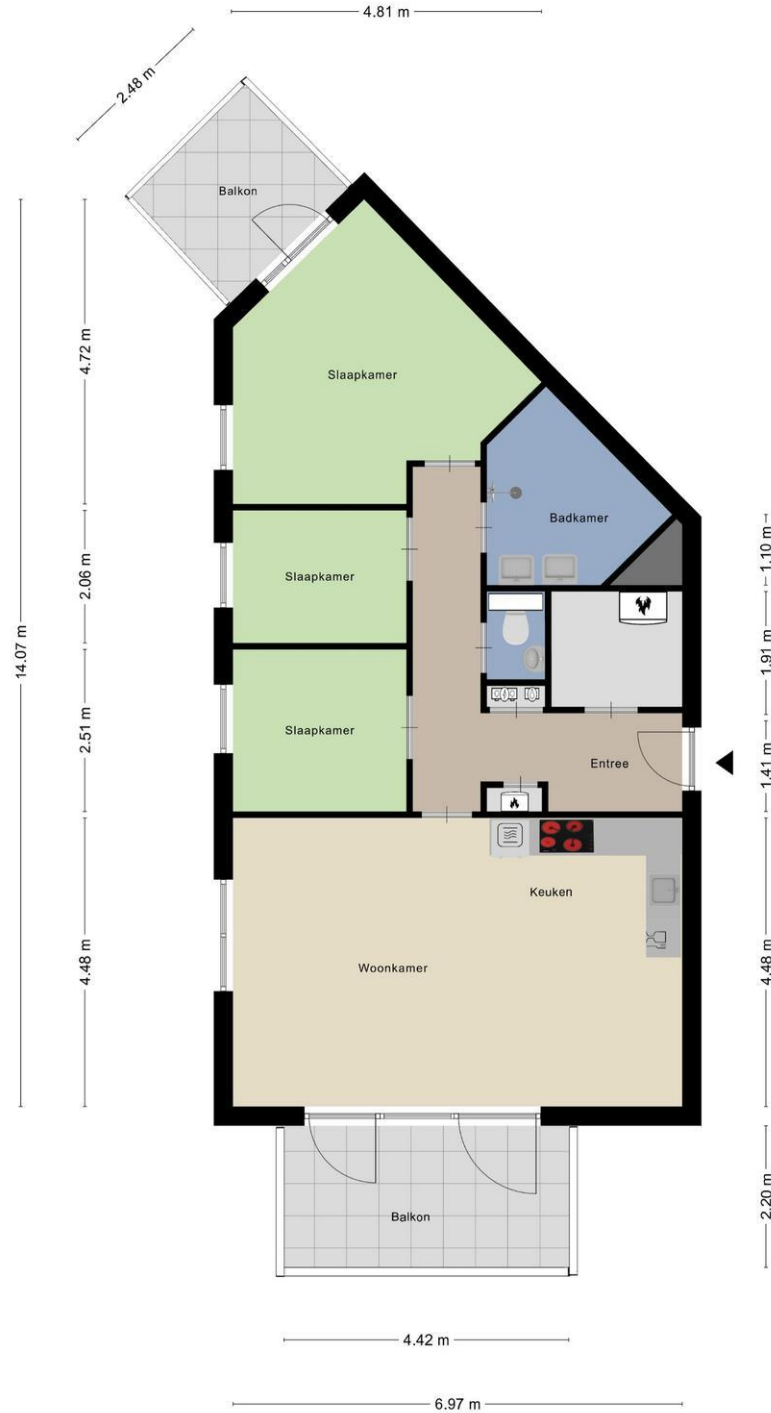 4.81 m
2.48 m
Balkon
4.72 m
Slaapkamer
Badkamer
1.10 m
2.06 m
Slaapkamer
1.91 m
14.07 m
2.51 m
Slaapkamer
Entree
1.41 m
Keuken
4.48 m
Woonkamer
4.48 m
2.20 m
Balkon
4.42 m
6.97 m